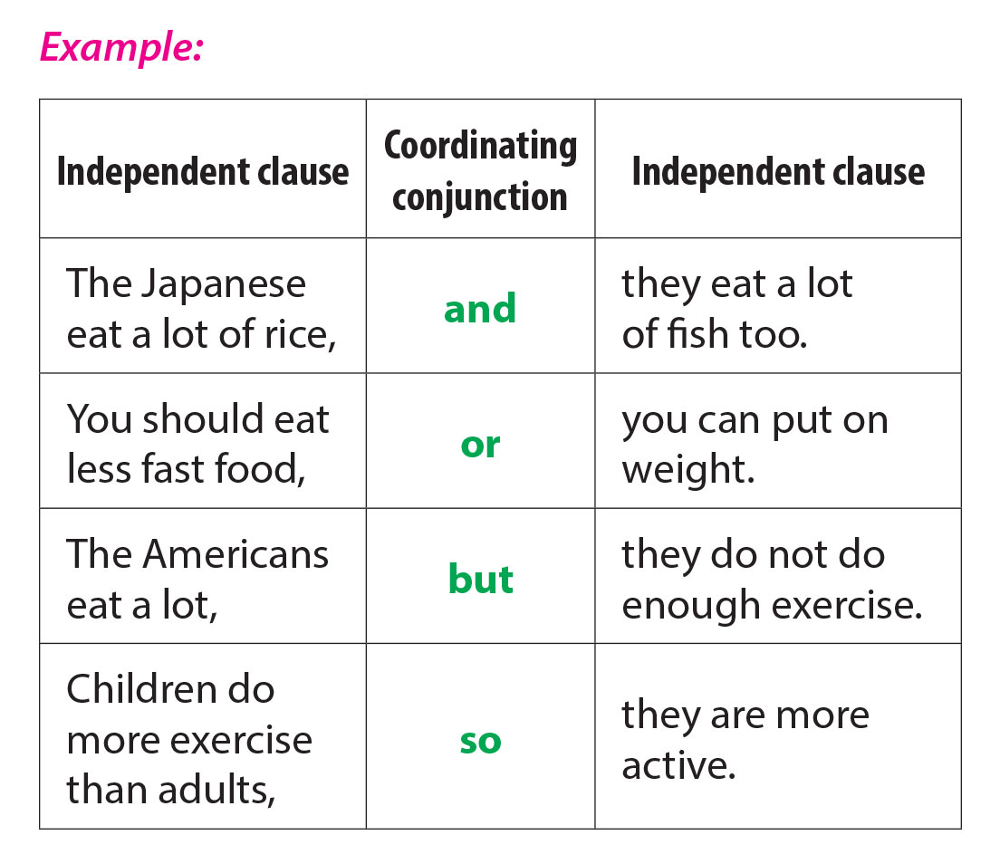 Example:
Independent clause
Coordinating
conjunction
Independent clause
The Japanese
eat a lot of rice,
and
they eat a lot
of fish too.
You should eat
less fast food,
or
you can put on
weight.
The Americans
eat a lot,
but
they do not do
enough exercise.
Children do
more exercise
than adults,
so
they are more
active.